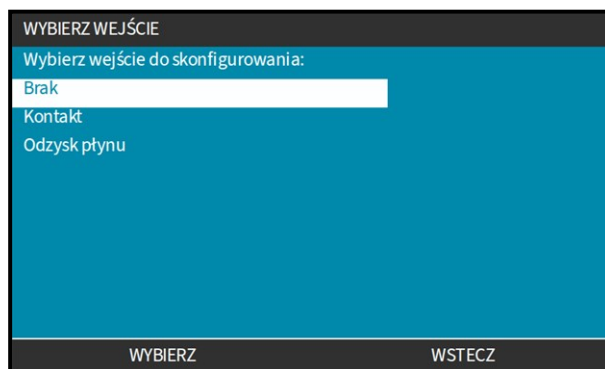 WYBIERZ WEJŚCIE
Wybierz wejście do skonfigurowania:
Brak
Kontakt
Odzysk płynu
WYBIERZ WSTECZ